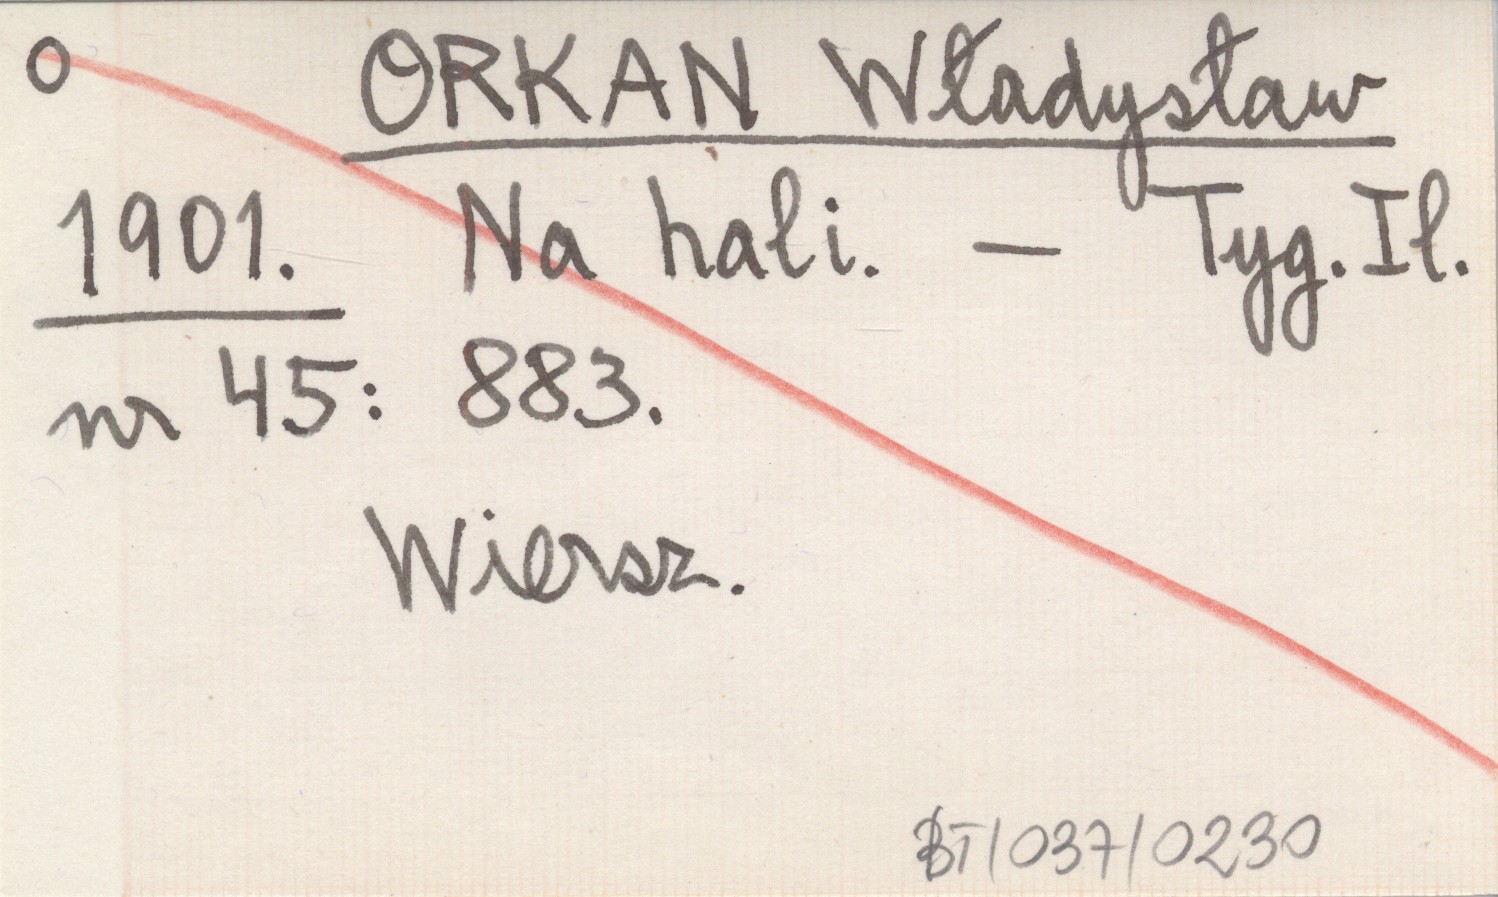 O
ORKAN Władysław
1901. Na hali. — Tyg. Il.
nr 45: 883.
Wiersz.
BT/037/0230